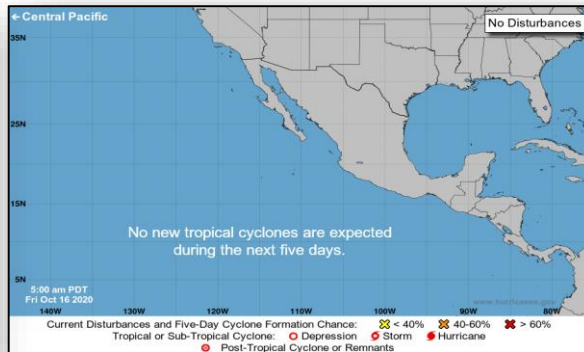 ←Central Pacific
No Disturbances
35N
25N
15N
5N
No new tropical cyclones are expected
during the next five days.
5:00 am PDT
Fri Oct 16 2020
www.hurricanes.gov
140W 130W 120W 110W 100W 90W 80W
Current Disturbances and Five-Day Cyclone Formation Chance: < 40% 40-60% > 60%
Tropical or Sub-Tropical Cyclone: Depression Storm Hurricane
Post-Tropical Cyclone or Remnants